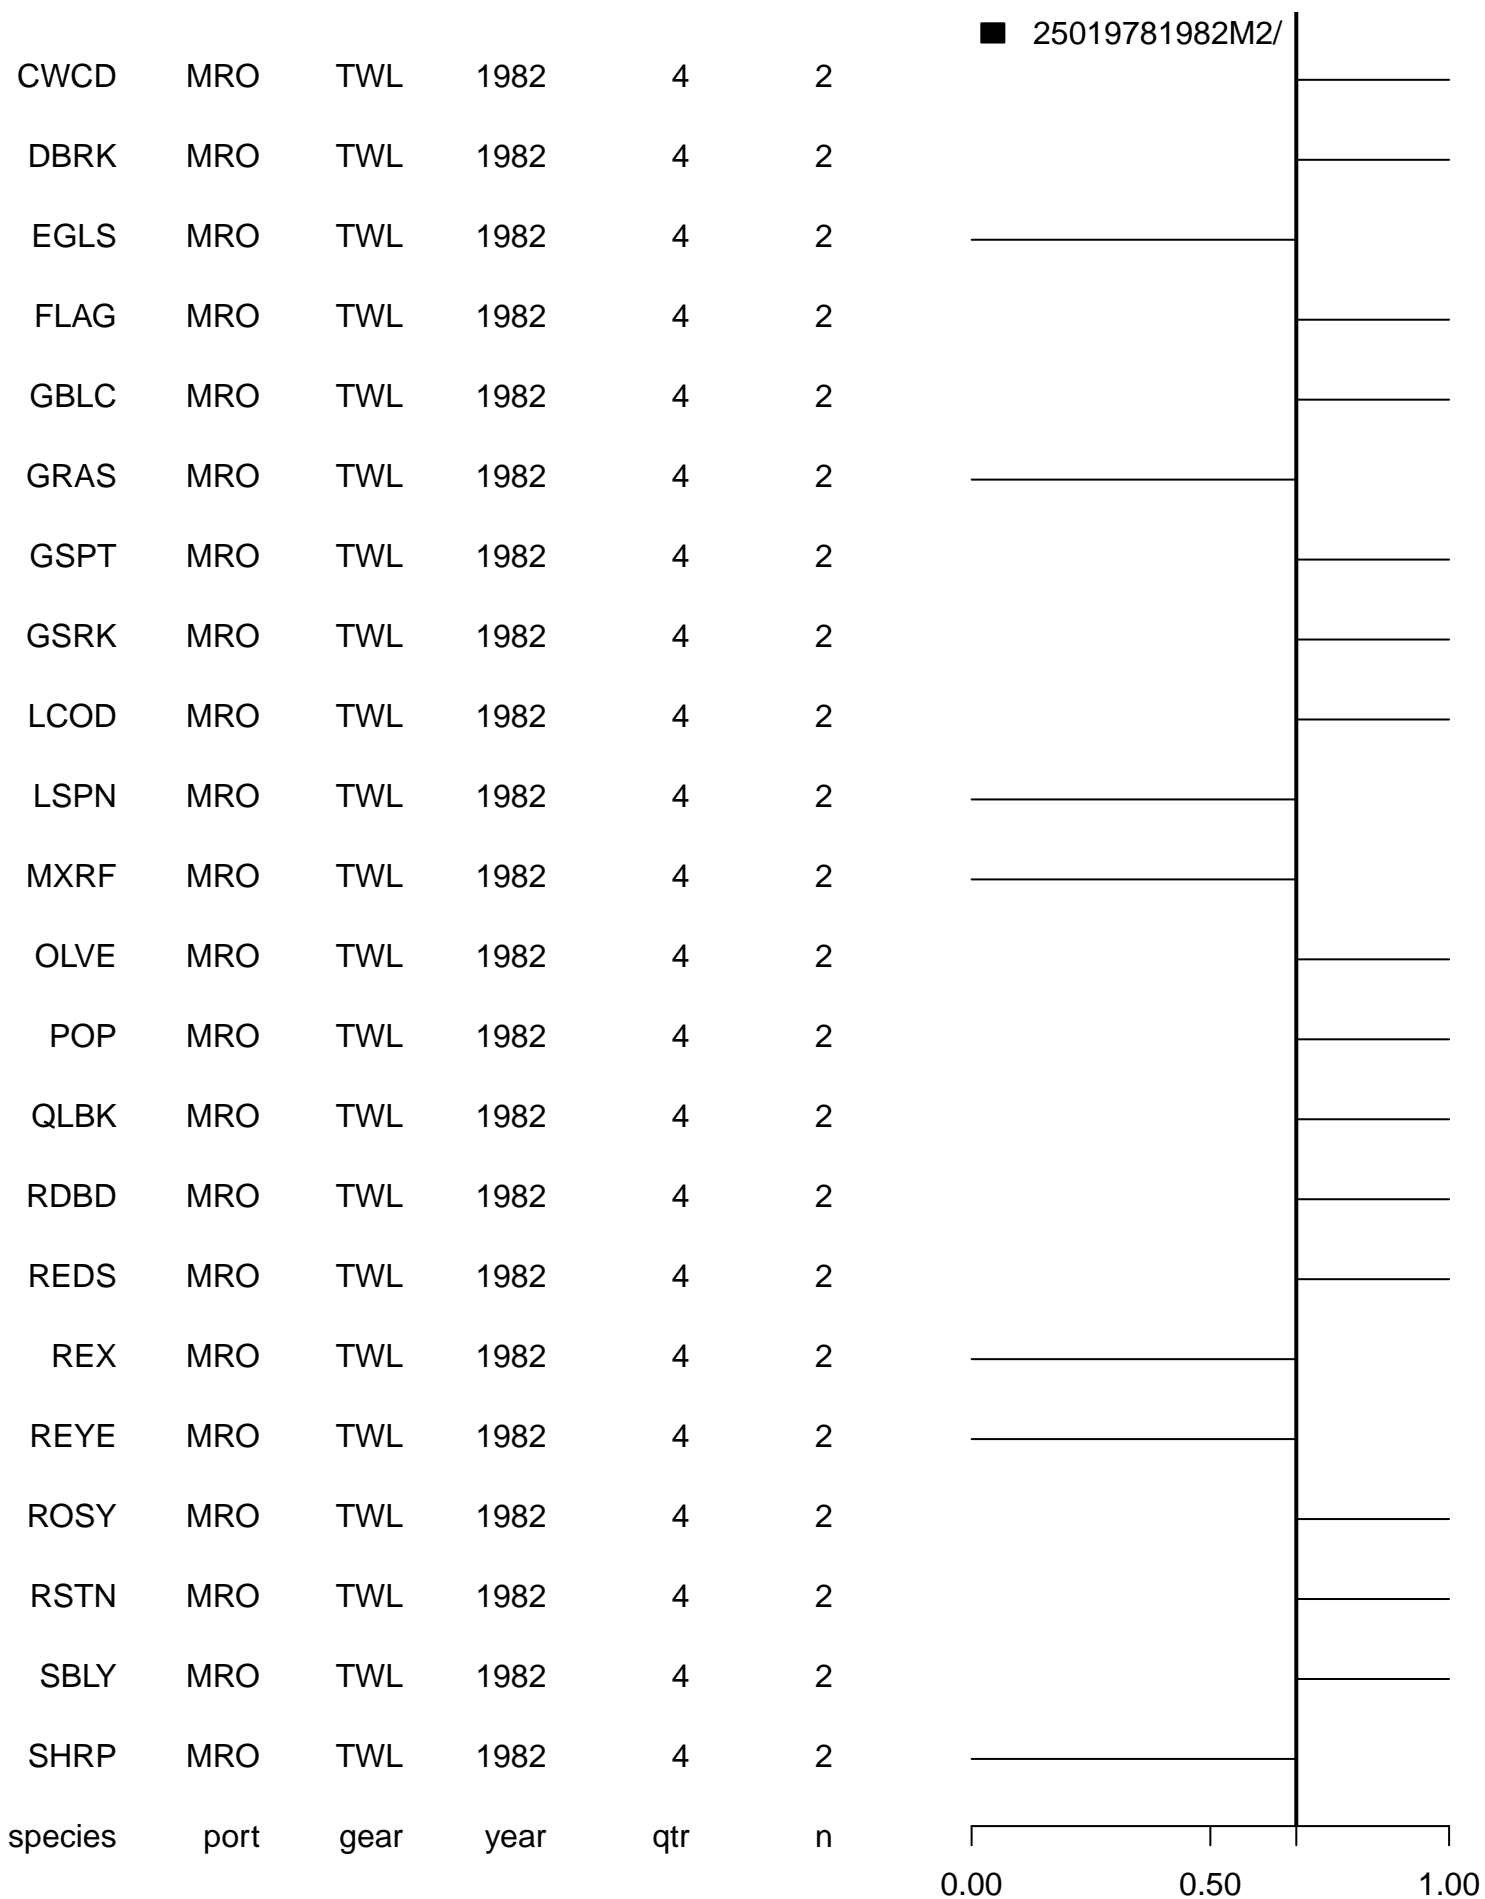 25019781982M2/
CWCD MRO TWL 1982 4 2
DBRK MRO TWL 1982 4 2
EGLS MRO TWL 1982 4 2
FLAG MRO TWL 1982 4 2
GBLC MRO TWL 1982 4 2
GRAS MRO TWL 1982 4 2
GSPT MRO TWL 1982 4 2
GSRK MRO TWL 1982 4 2
LCOD MRO TWL 1982 4 2
LSPN MRO TWL 1982 4 2
MXRF MRO TWL 1982 4 2
OLVE MRO TWL 1982 4 2
POP MRO TWL 1982 4 2
QLBK MRO TWL 1982 4 2
RDBD MRO TWL 1982 4 2
REDS MRO TWL 1982 4 2
REX MRO TWL 1982 4 2
REYE MRO TWL 1982 4 2
ROSY MRO TWL 1982 4 2
RSTN MRO TWL 1982 4 2
SBLY MRO TWL 1982 4 2
SHRP MRO TWL 1982 4 2
species port gear year qtr n
0.00 0.50 1.00